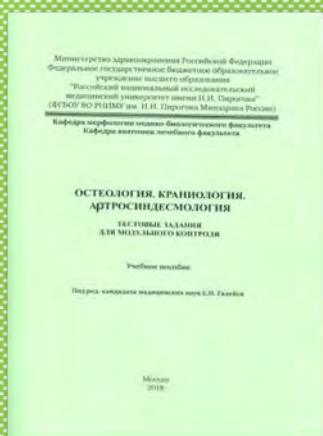 Министерство здравоохранения Российской Федерации
Федеральное государственное бюджетное образовательное
учреждение высшего образования
"Российский национальный исследовательский
медицинский университет имени Н.И. Пирогова"
(ФГБОУ ВО РНИМУ им. Н.И. Пирогова Минздрава России)
Кафедра морфологии медико-биологического факультета
Кафедра анатомии лечебного факультета
ОСТЕОЛОГИЯ. КРАНИОЛОГИЯ.
АРТРОСИНДЕСМОЛОГИЯ
ТЕСТОВЫЕ ЗАДАНИЯ
ДЛЯ МОДУЛЬНОГО КОНТРОЛЯ
Учебное пособие
Под ред. кандидата медицинских наук
Москва
2018